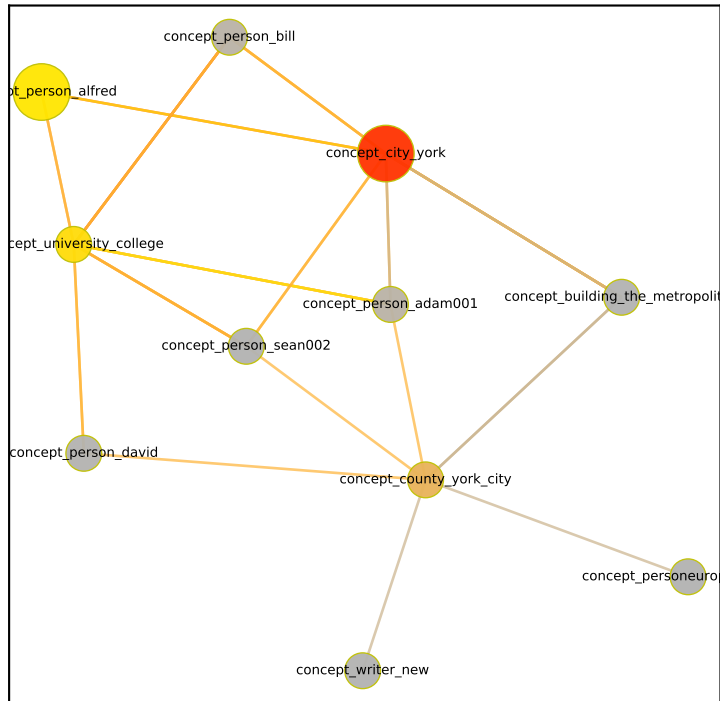 concept_person_bill
pt_person_alfred
concept_city_york
cept_university_college
concept_building_the_metropolit
concept_person_adam001
concept_person_sean002
concept_person_david
concept_county_york_city
concept_personeurop
concept_writer_new